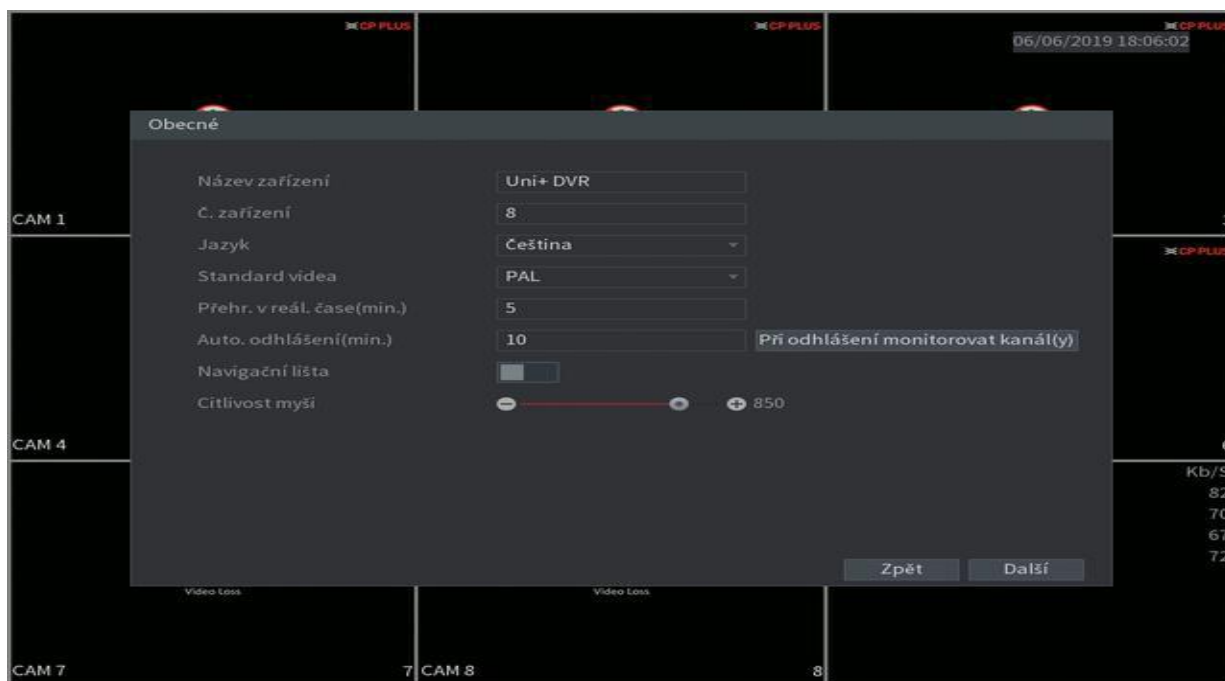 CP PLUS
CP PLUS
CP PLUS
06/06/2019 18:06:02
Obecné
Název zařízení
Uni+ DVR
CAM 1
Č. zařízení
8
Jazyk
Čeština
CP PLUS
Standard videa
PAL
Přehr. v reál. čase(min.)
5
Auto. odhlášení(min.)
10
Při odhlášení monitorovat kanál(y)
Navigační lišta
Citlivost myši
850
CAM 4
Kb/S
Zpět
Další
Video Loss
Video Loss
CAM 7
7
CAM 8
8